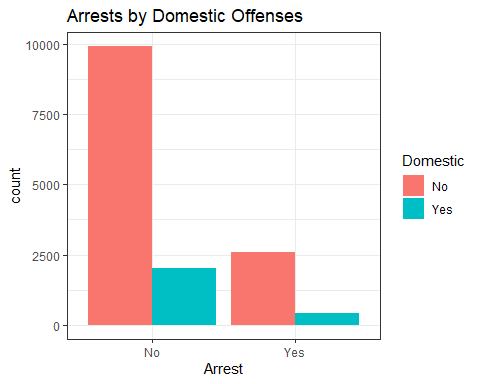 Arrests by Domestic Offenses
10000
7500
5000
2500
0
count
No
Yes
Arrest
Domestic
No
Yes